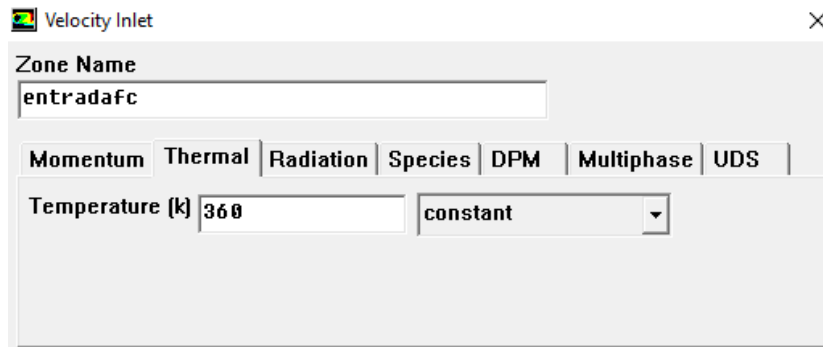 Velocity Inlet
Zone Name
entradafc
Momentum Thermal Radiation Species DPM Multiphase UDS
Temperature (k) 360 constant